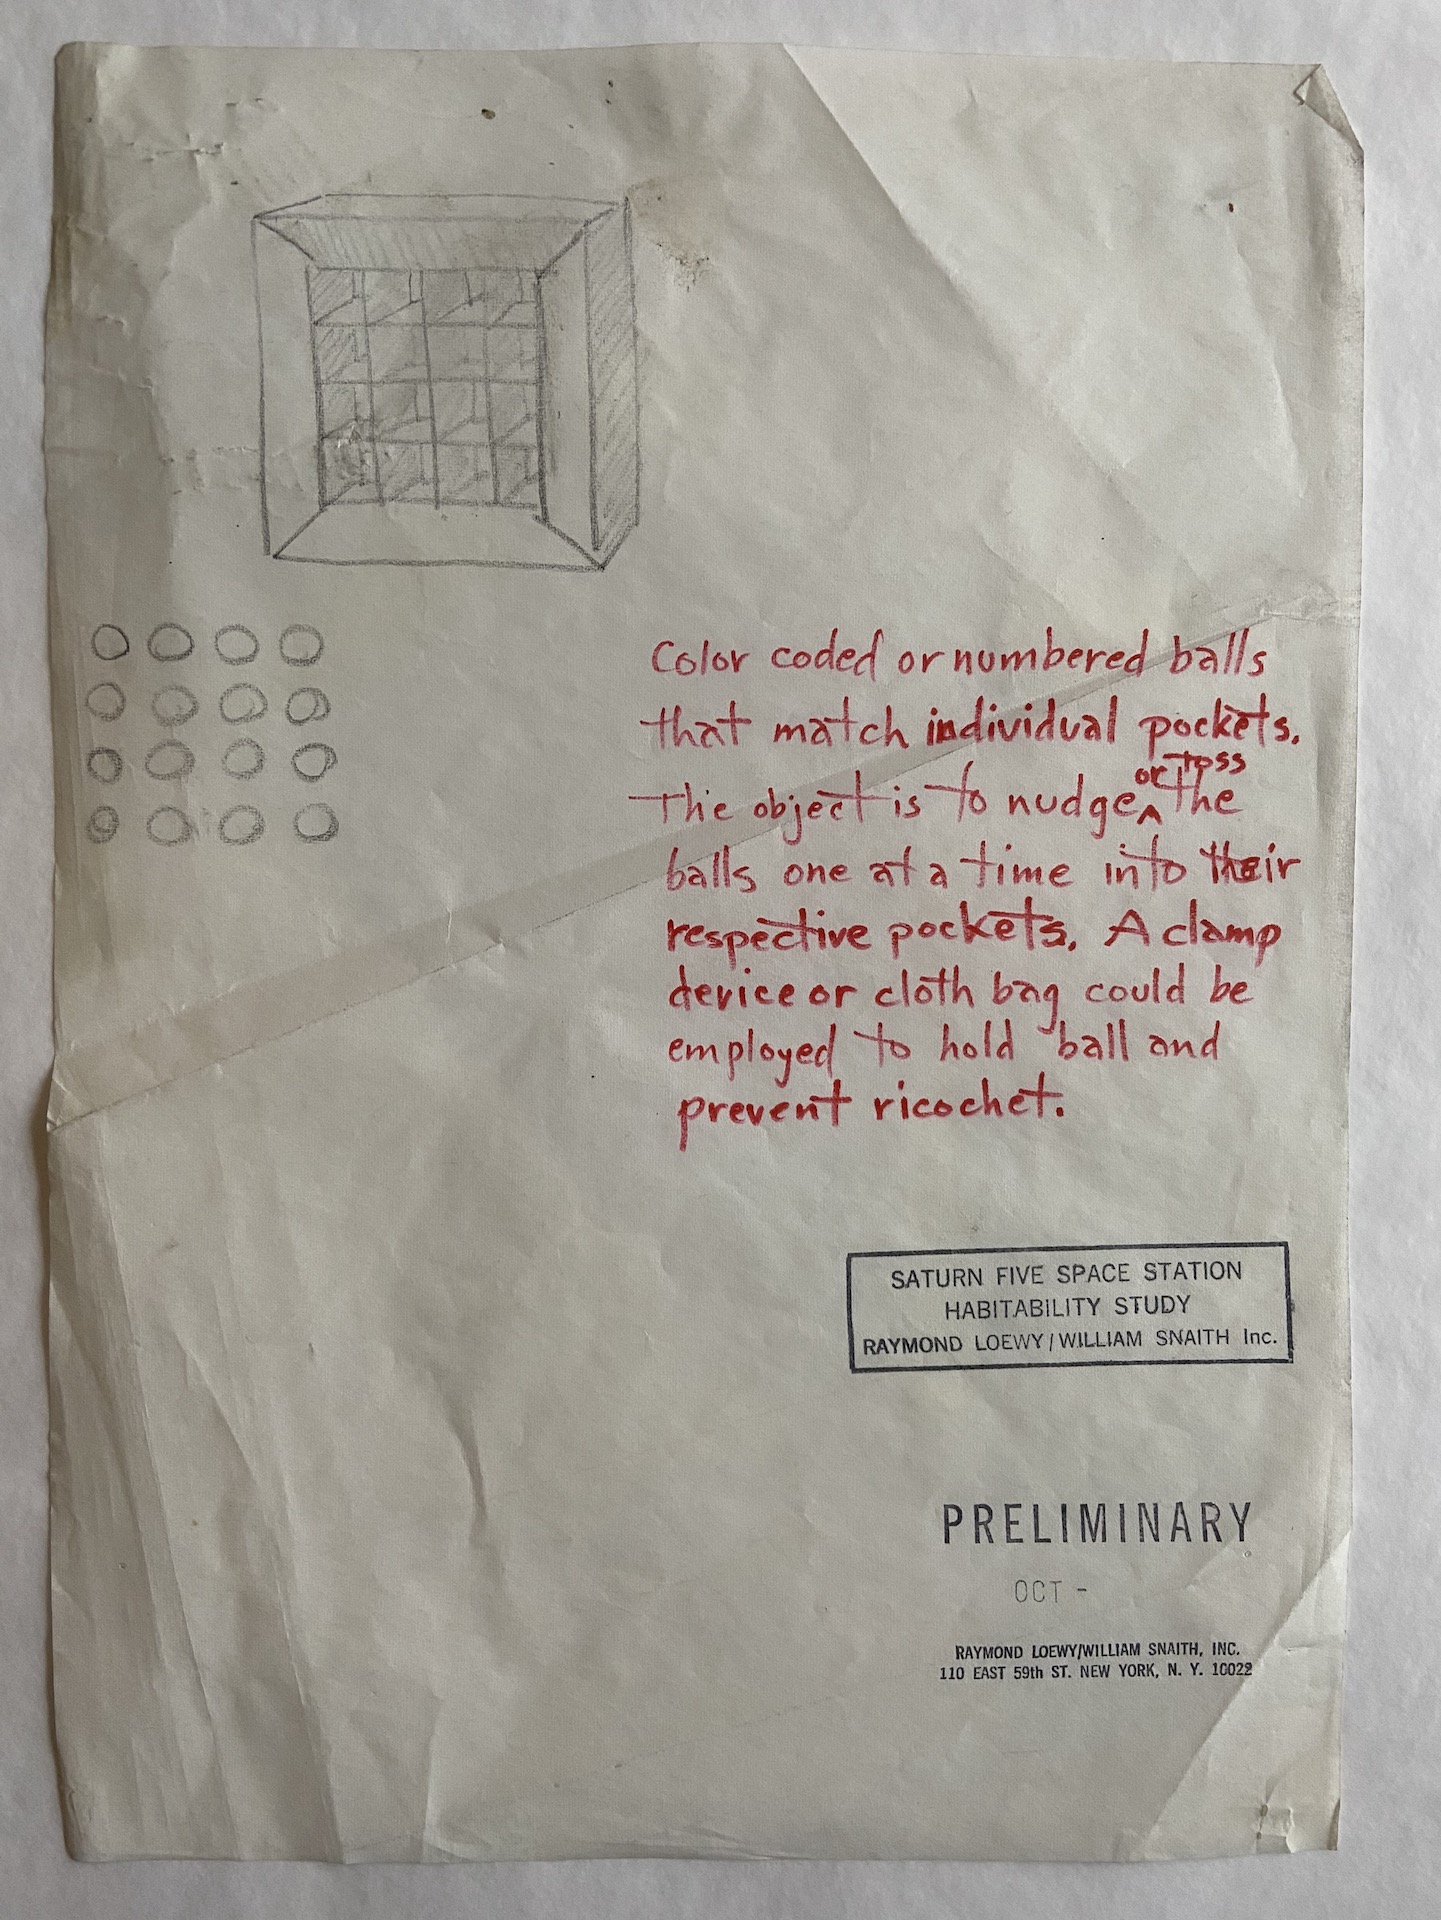 Color coded or numbered balls
that match individual pockets.
or toss
The object is to nudge ^ the
balls one at a time into their
respective pockets. A clamp
device or cloth bag could be
employed to hold ball and
prevent ricochet.
SATURN FIVE SPACE STATION
HABITABILITY STUDY
RAYMOND LOEWY/WILLIAM SNAITH Inc.
PRELIMINARY
OCT -
RAYMOND LOEWY/WILLIAM SNAITH, INC.
110 EAST 59th ST. NEW YORK, N. Y. 10022